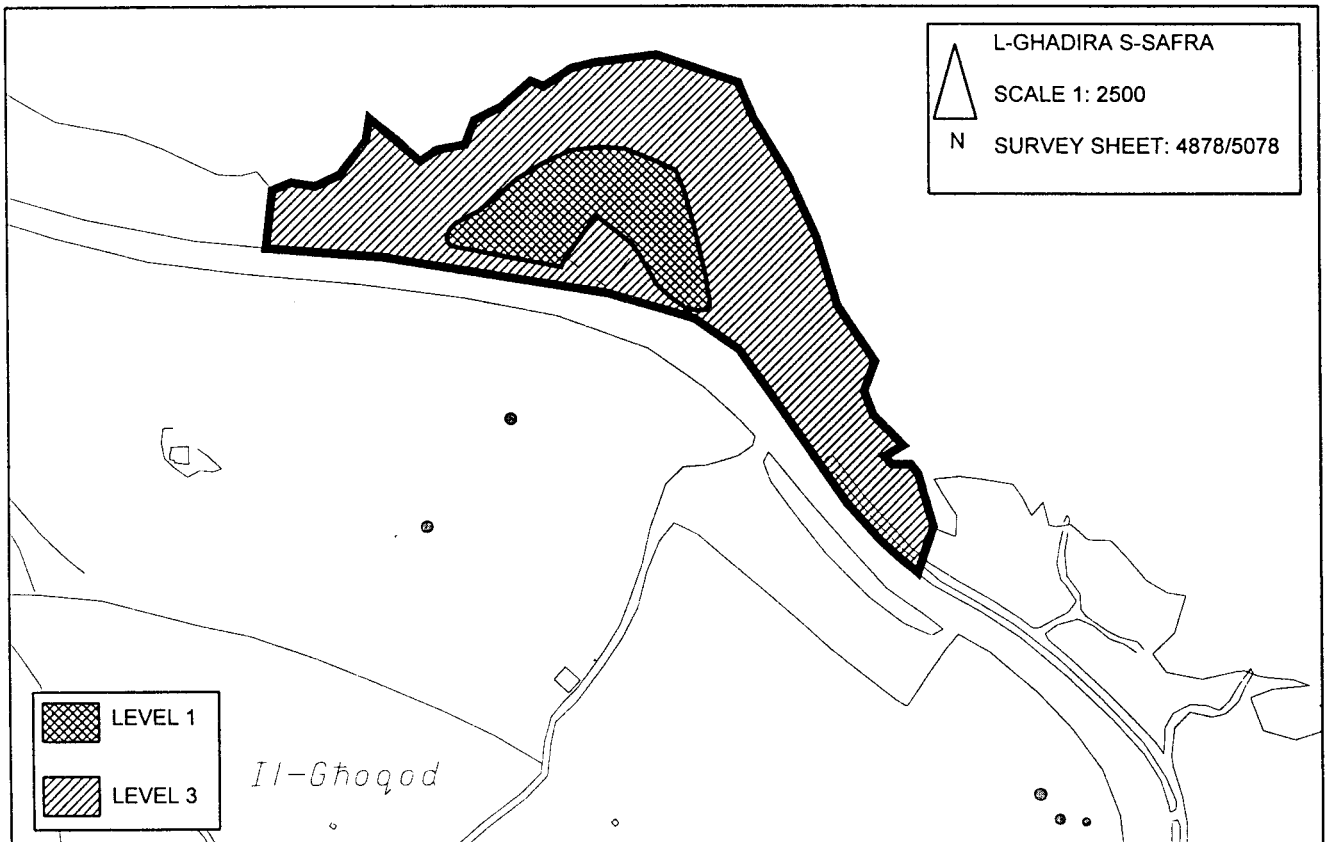 L-GHADIRA S-SAFRA
SCALE 1: 2500
N SURVEY SHEET: 4878/5078
LEVEL 1
LEVEL 3
Il-Għoqod